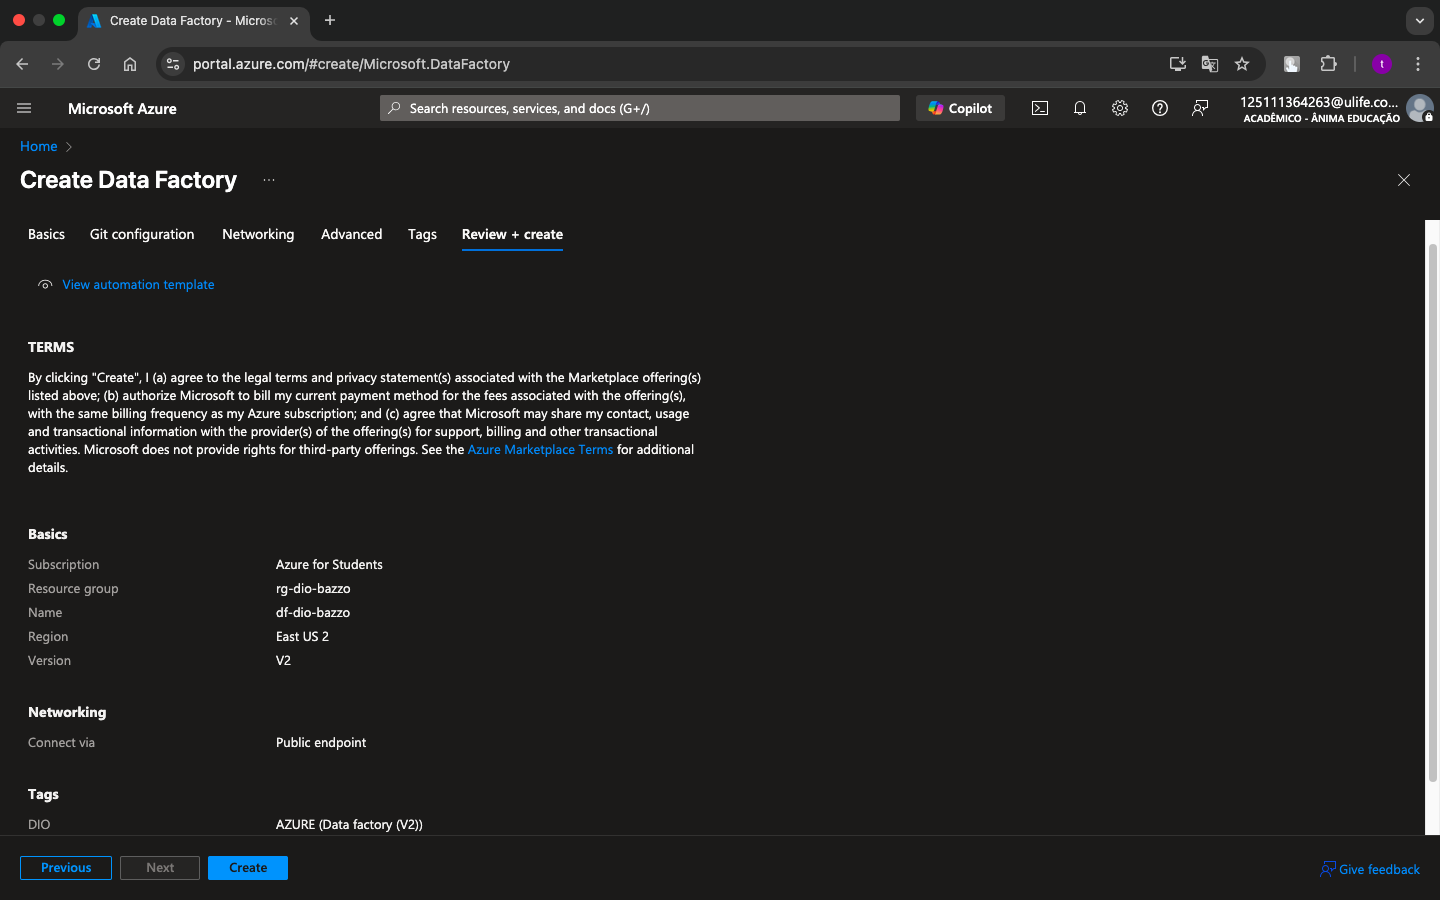 Create Data Factory - Micros
portal.azure.com/#create/Microsoft.DataFactory
t
Microsoft Azure
Search resources, services, and docs (G+/)
Copilot
125111364263@ulife.co...
ACADÊMICO - ÂNIMA EDUCAÇÃO
Home
Create Data Factory
...
Basics
Git configuration
Networking
Advanced
Tags
Review + create
View automation template
TERMS
By clicking "Create", I (a) agree to the legal terms and privacy statement(s) associated with the Marketplace offering(s)
listed above; (b) authorize Microsoft to bill my current payment method for the fees associated with the offering(s),
with the same billing frequency as my Azure subscription; and (c) agree that Microsoft may share my contact, usage
and transactional information with the provider(s) of the offering(s) for support, billing and other transactional
activities. Microsoft does not provide rights for third-party offerings. See the Azure Marketplace Terms for additional
details.
Basics
Subscription Azure for Students
Resource group rg-dio-bazzo
Name df-dio-bazzo
Region East US 2
Version V2
Networking
Connect via Public endpoint
Tags
DIO AZURE (Data factory (V2))
Previous
Next
Create
Give feedback